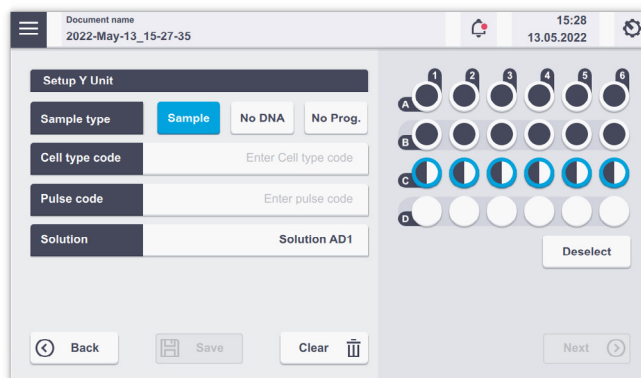 Document name
2022-May-13_15-27-35
15:28
13.05.2022
Setup Y Unit
Sample type
Sample
No DNA
No Prog.
Cell type code
Enter Cell type code
Pulse code
Enter pulse code
Solution
Solution AD1
Back
Save
Clear
1 2 3 4 5 6
A
B
C
D
Deselect
Next